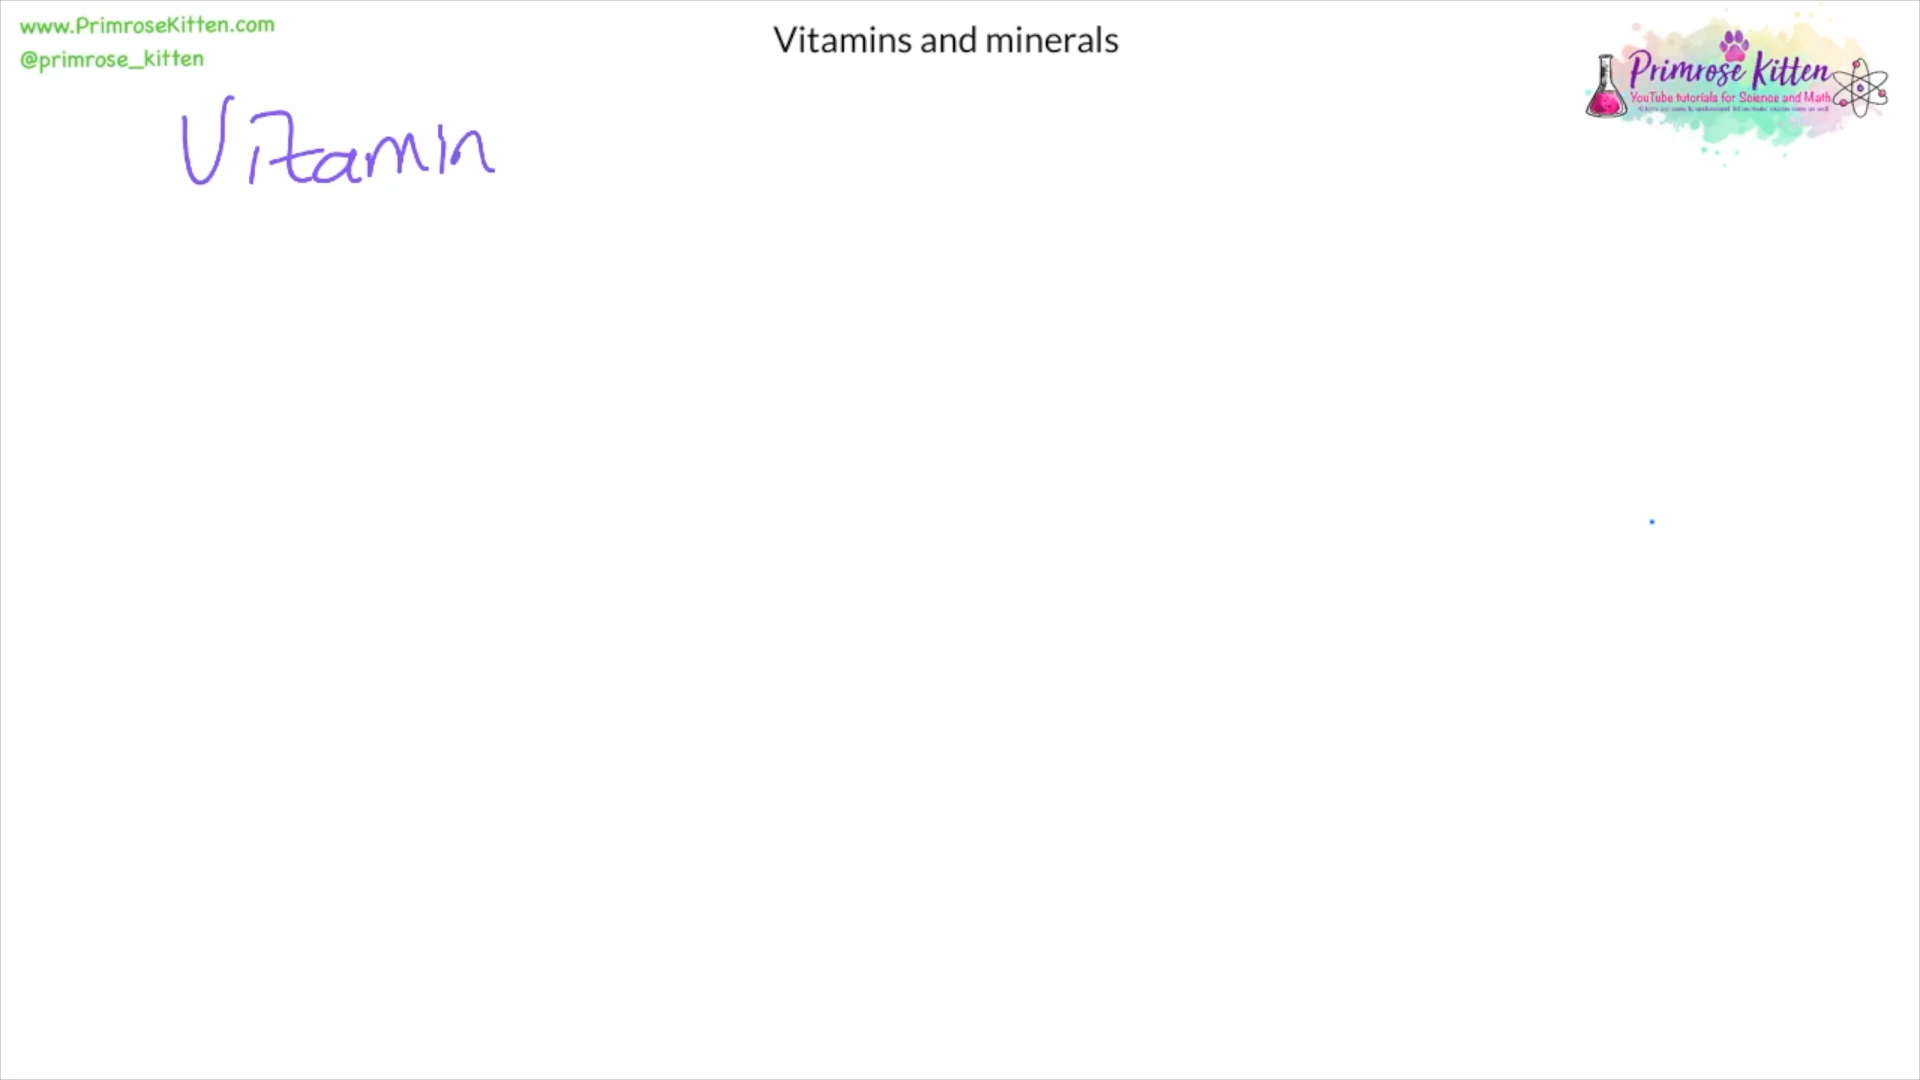 www.PrimroseKitten.com
@primrose_kitten
Vitamins and minerals
Primrose Kitten
YouTube tutorials for Science and Math
Vitamin